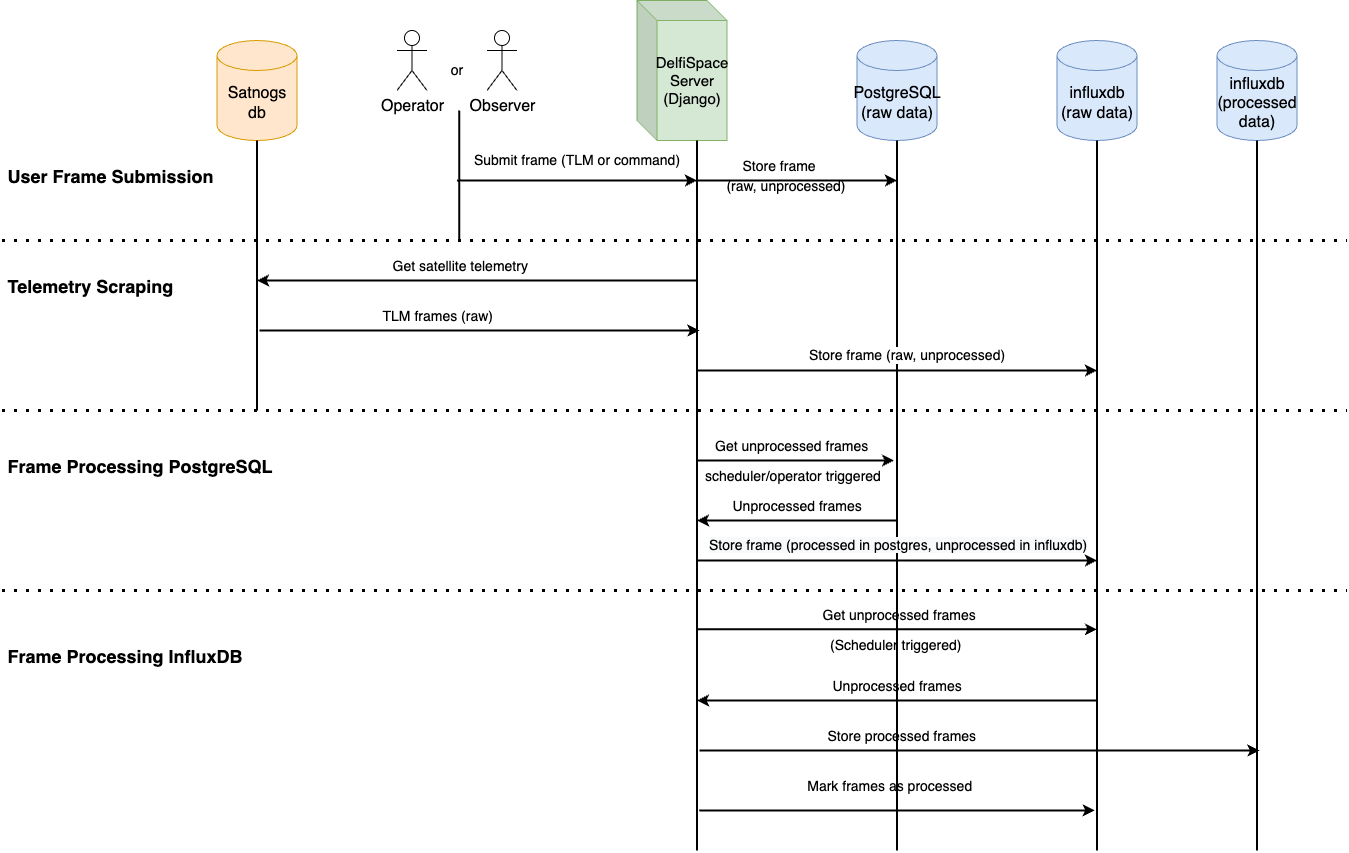 Satnogs
db
Operator
or
Observer
DelfiSpace
Server
(Django)
PostgreSQL
(raw data)
influxdb
(raw data)
influxdb
(processed
data)
User Frame Submission
Submit frame (TLM or command)
Store frame
(raw, unprocessed)
Telemetry Scraping
Get satellite telemetry
TLM frames (raw)
Store frame (raw, unprocessed)
Frame Processing PostgreSQL
Get unprocessed frames
scheduler/operator triggered
Unprocessed frames
Store frame (processed in postgres, unprocessed in influxdb)
Frame Processing InfluxDB
Get unprocessed frames
(Scheduler triggered)
Unprocessed frames
Store processed frames
Mark frames as processed